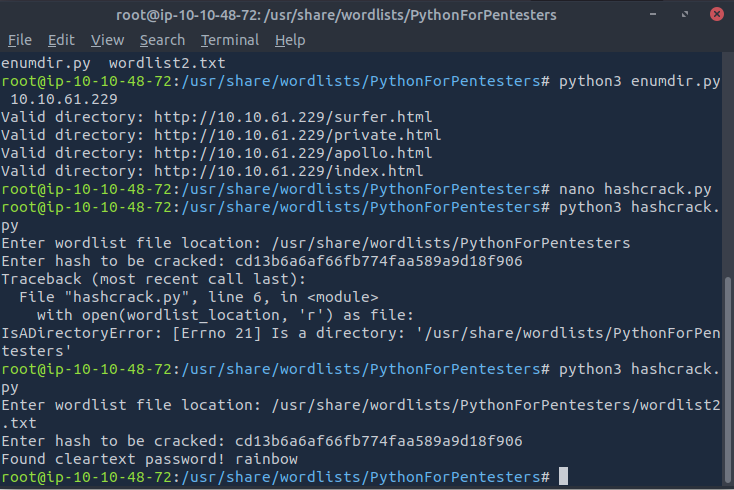 root@ip-10-10-48-72: /usr/share/wordlists/PythonForPentesters
File Edit View Search Terminal Help
enumdir.py  wordlist2.txt
root@ip-10-10-48-72:/usr/share/wordlists/PythonForPentesters# python3 enumdir.py
 10.10.61.229
Valid directory: http://10.10.61.229/surfer.html
Valid directory: http://10.10.61.229/private.html
Valid directory: http://10.10.61.229/apollo.html
Valid directory: http://10.10.61.229/index.html
root@ip-10-10-48-72:/usr/share/wordlists/PythonForPentesters# nano hashcrack.py
root@ip-10-10-48-72:/usr/share/wordlists/PythonForPentesters# python3 hashcrack.
py
Enter wordlist file location: /usr/share/wordlists/PythonForPentesters
Enter hash to be cracked: cd13b6a6af66fb774faa589a9d18f906
Traceback (most recent call last):
  File "hashcrack.py", line 6, in <module>
    with open(wordlist_location, 'r') as file:
IsADirectoryError: [Errno 21] Is a directory: '/usr/share/wordlists/PythonForPen
testers'
root@ip-10-10-48-72:/usr/share/wordlists/PythonForPentesters# python3 hashcrack.
py
Enter wordlist file location: /usr/share/wordlists/PythonForPentesters/wordlist2
.txt
Enter hash to be cracked: cd13b6a6af66fb774faa589a9d18f906
Found cleartext password! rainbow
root@ip-10-10-48-72:/usr/share/wordlists/PythonForPentesters#